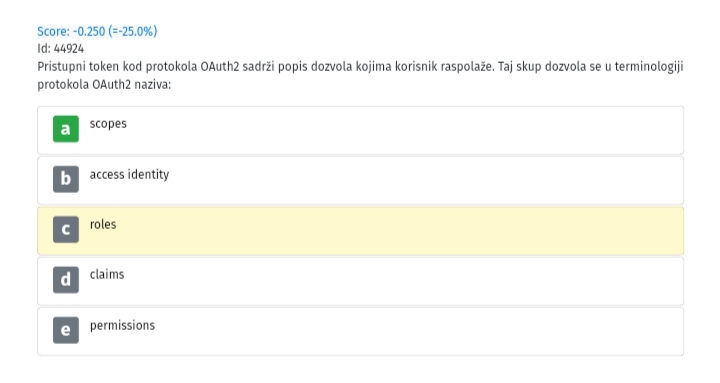 Score: -0.250 (=-25.0%)
Id: 44924
Pristupni token kod protokola OAuth2 sadrži popis dozvola kojima korisnik raspolaže. Taj skup dozvola se u terminologiji
protokola OAuth2 naziva:
a scopes
b access identity
c roles
d claims
e permissions